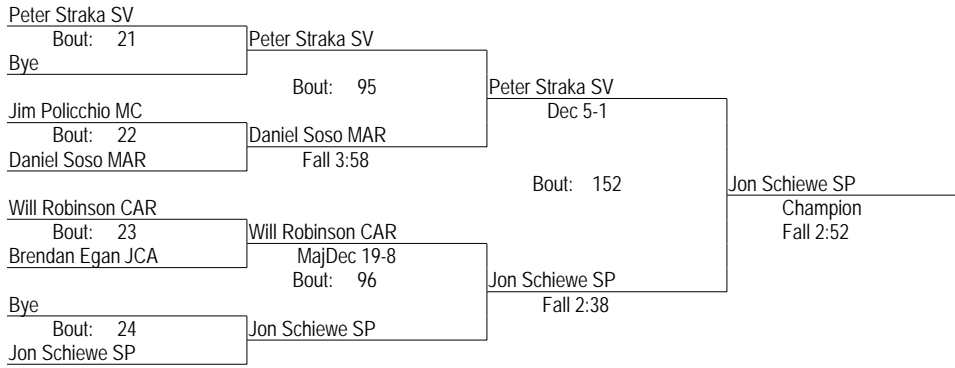 Peter Straka SV
Bout: 21
Peter Straka SV
Bye
Bout: 95
Peter Straka SV
Jim Policchio MC
Dec 5-1
Bout: 22
Daniel Soso MAR
Daniel Soso MAR
Fall 3:58
Bout: 152
Jon Schiewe SP
Will Robinson CAR
Champion
Bout: 23
Will Robinson CAR
Fall 2:52
Brendan Egan JCA
MajDec 19-8
Bout: 96
Jon Schiewe SP
Bye
Fall 2:38
Bout: 24
Jon Schiewe SP
Jon Schiewe SP